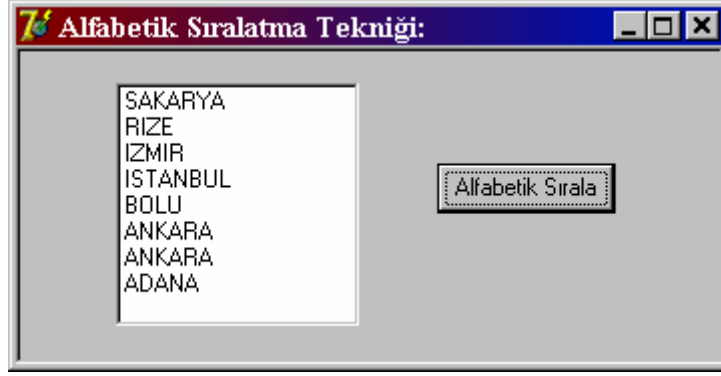 Alfabetik Sıralatma Tekniği:
SAKARYA
RIZE
IZMIR
ISTANBUL
BOLU
ANKARA
ANKARA
ADANA
Alfabetik Sırala